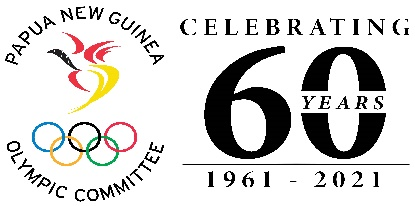 PAPUA NEW GUINEA
OLYMPIC COMMITTEE
CELEBRATING
60
YEARS
1961 - 2021